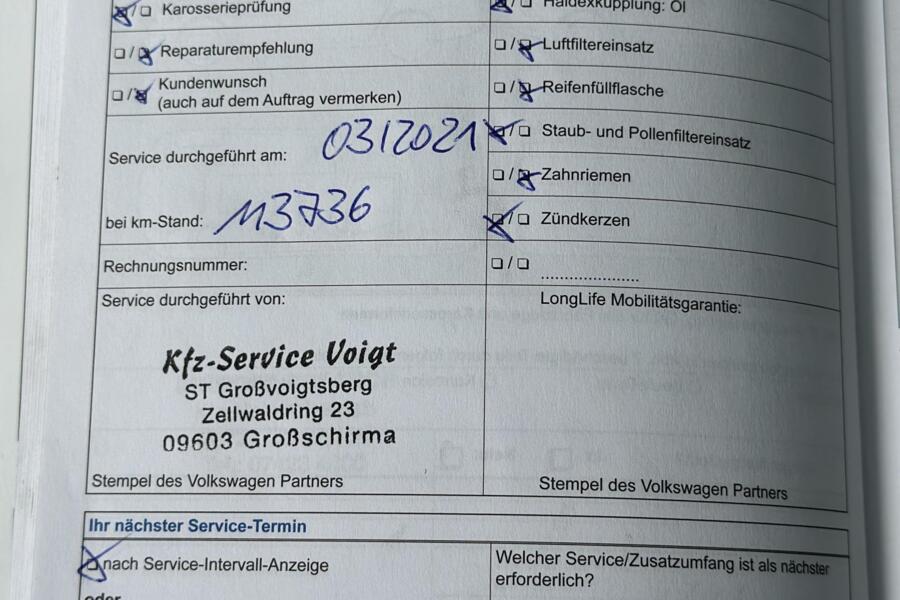 Karosserieprüfung
Reparaturempfehlung
Kundenwunsch
(auch auf dem Auftrag vermerken)
Service durchgeführt am: 03/2021
bei km-Stand: 113736
Rechnungsnummer:
Service durchgeführt von:
Kfz-Service Voigt
ST Großvoigtsberg
Zellwaldring 23
09603 Großschirma
Stempel des Volkswagen Partners
Haldexkupplung: Öl
Luftfiltereinsatz
Reifenfüllflasche
Staub- und Pollenfiltereinsatz
Zahnriemen
Zündkerzen
LongLife Mobilitätsgarantie:
Stempel des Volkswagen Partners
Ihr nächster Service-Termin
nach Service-Intervall-Anzeige
oder
Welcher Service/Zusatzumfang ist als nächster
erforderlich?